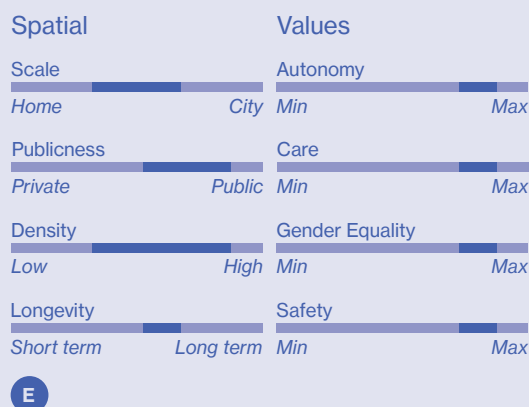 Spatial
Scale
Home City
Publicness
Private Public
Density
Low High
Longevity
Short term Long term
Values
Autonomy
Min Max
Care
Min Max
Gender Equality
Min Max
Safety
Min Max
E